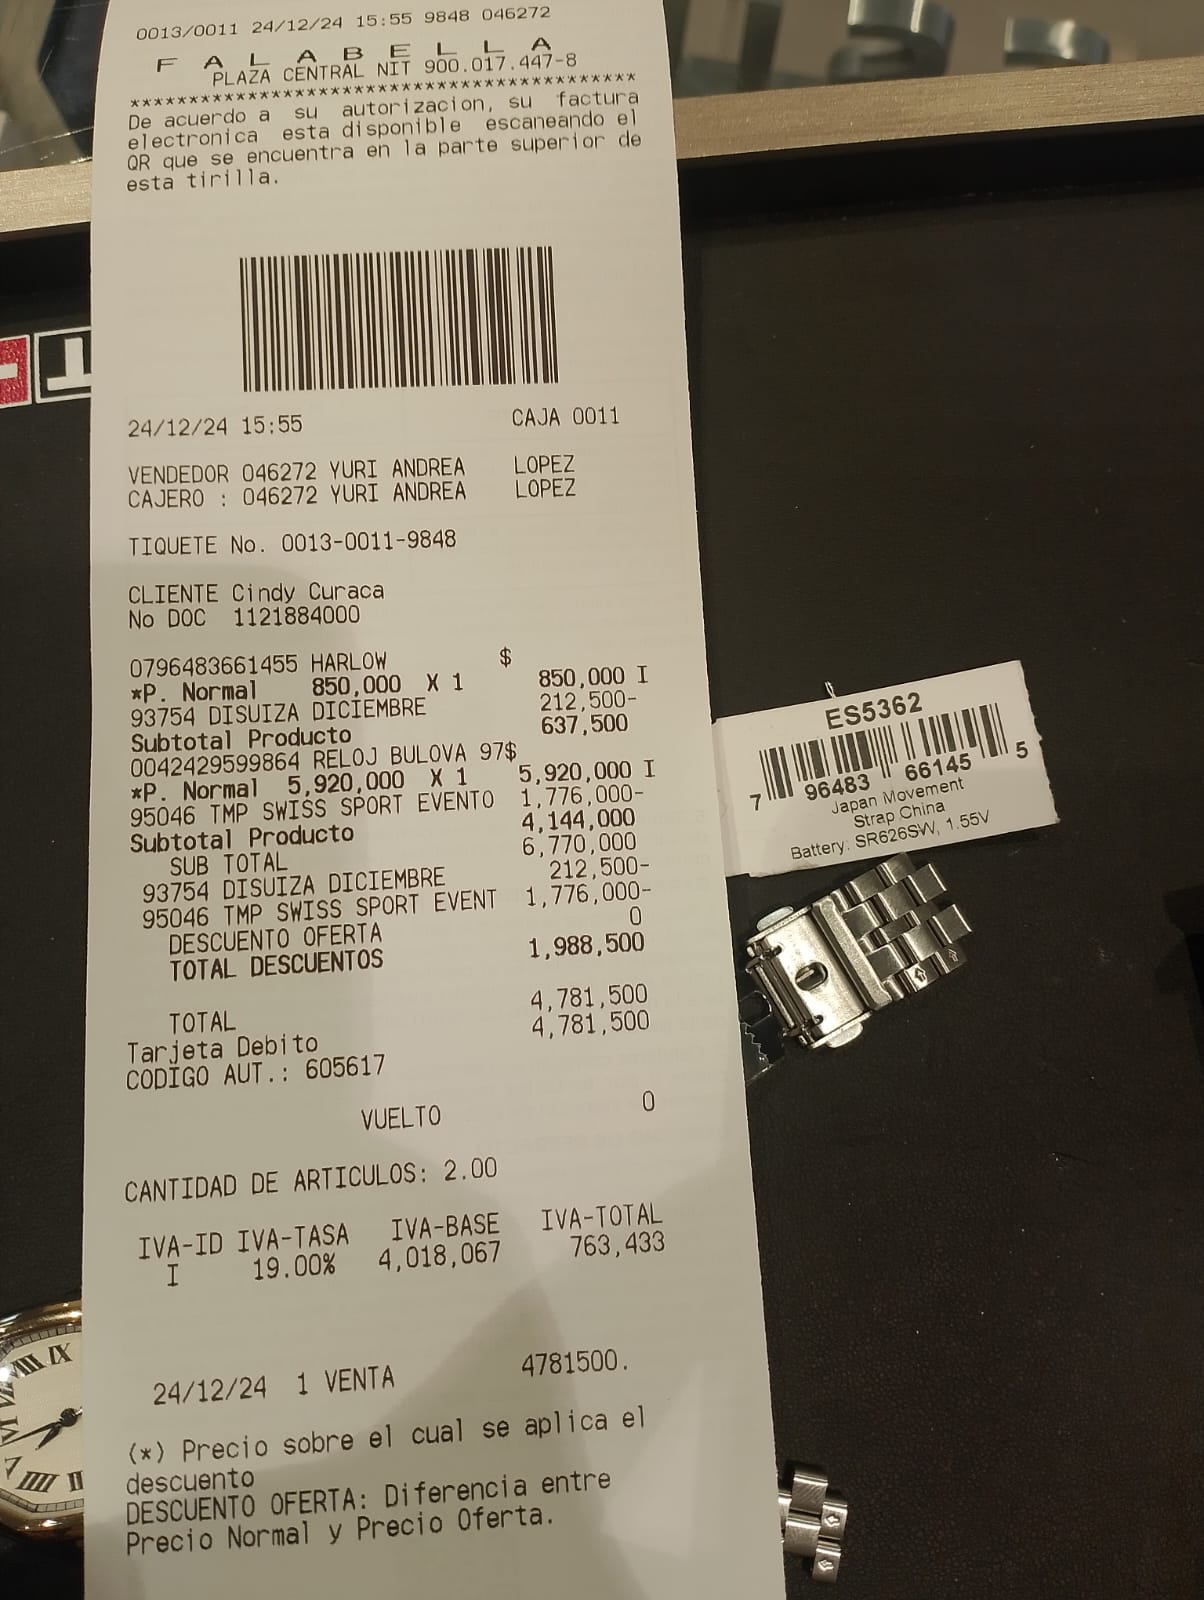 0013/0011 24/12/24 15:55 9848 046272
F A L A B E L L A
PLAZA CENTRAL NIT 900.017.447-8
****************************************
De acuerdo a su autorizacion, su factura
electronica esta disponible escaneando el
QR que se encuentra en la parte superior de
esta tirilla.
24/12/24 15:55 CAJA 0011
VENDEDOR 046272 YURI ANDREA LOPEZ
CAJERO : 046272 YURI ANDREA LOPEZ
TIQUETE No. 0013-0011-9848
CLIENTE Cindy Curaca
No DOC 1121884000
0796483661455 HARLOW $
*P. Normal 850,000 X 1 850,000 I
93754 DISUIZA DICIEMBRE 212,500-
Subtotal Producto 637,500
0042429599864 RELOJ BULOVA 97$
*P. Normal 5,920,000 X 1 5,920,000 I
95046 TMP SWISS SPORT EVENTO 1,776,000-
Subtotal Producto 4,144,000
SUB TOTAL 6,770,000
93754 DISUIZA DICIEMBRE 212,500-
95046 TMP SWISS SPORT EVENT 1,776,000-
DESCUENTO OFERTA 0
TOTAL DESCUENTOS 1,988,500
TOTAL 4,781,500
Tarjeta Debito 4,781,500
CODIGO AUT.: 605617
VUELTO 0
CANTIDAD DE ARTICULOS: 2.00
IVA-ID IVA-TASA IVA-BASE IVA-TOTAL
I 19.00% 4,018,067 763,433
24/12/24 1 VENTA 4781500.
(*) Precio sobre el cual se aplica el
descuento
DESCUENTO OFERTA: Diferencia entre
Precio Normal y Precio Oferta.
ES5362
7 96483 66145 5
Japan Movement
Strap China
Battery: SR626SW, 1.55V